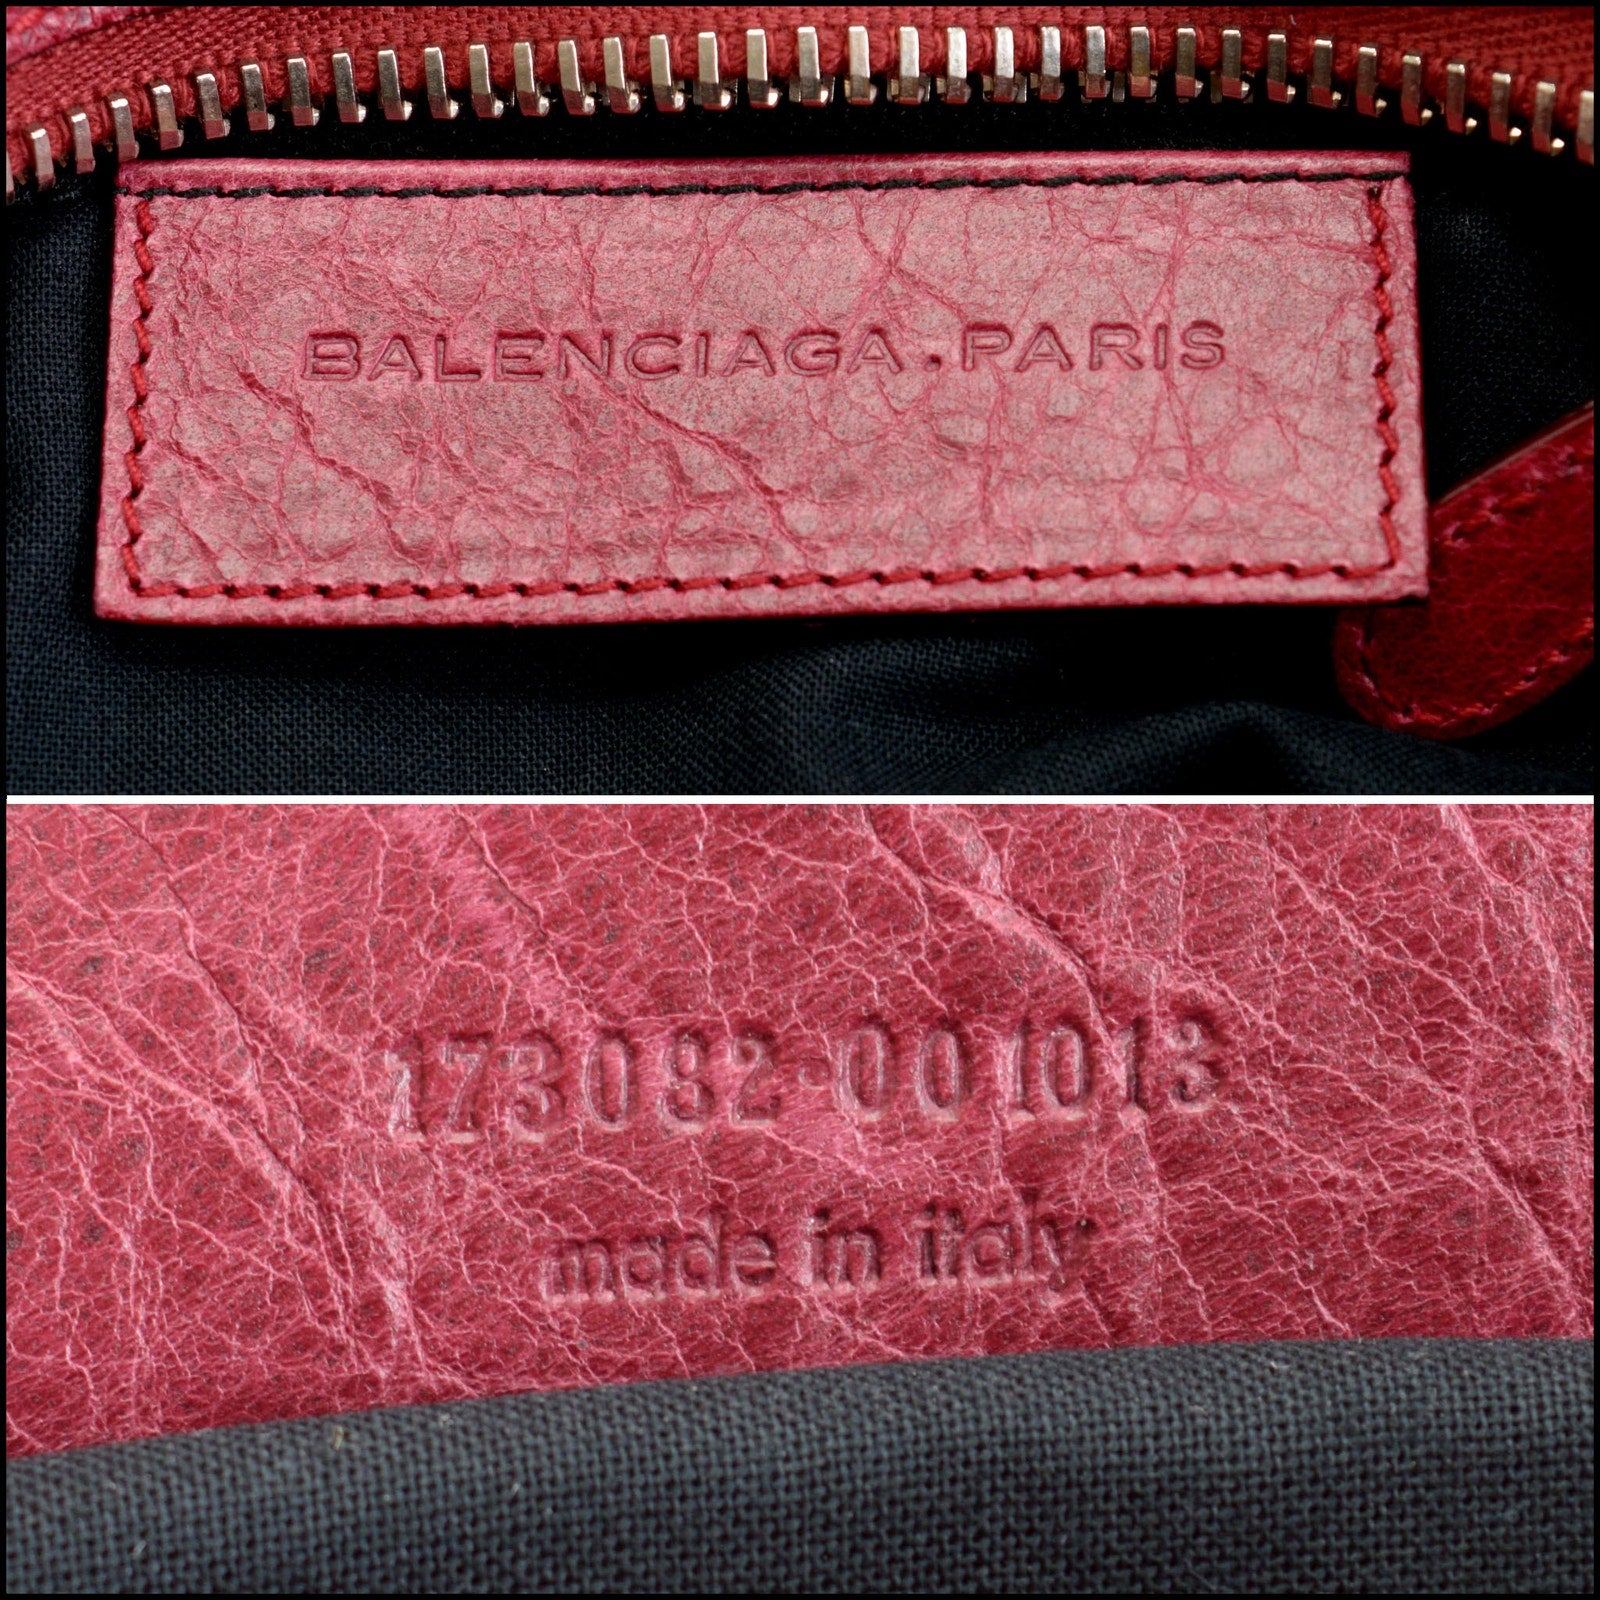 BALENCIAGA.PARIS
173082·001013
made in italy